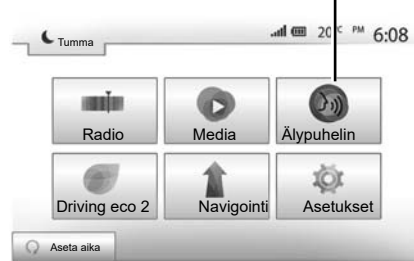 Tumma 20°C PM 6:08
Radio Media Älypuhelin
Driving eco 2 Navigointi Asetukset
Aseta aika